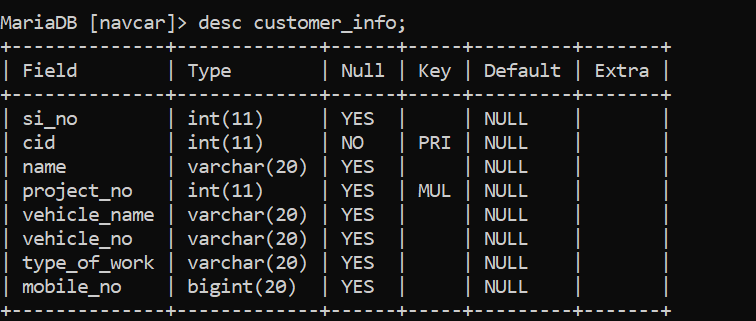 MariaDB [navcar]> desc customer_info;
+--------------+-------------+------+-----+---------+-------+
| Field        | Type        | Null | Key | Default | Extra |
+--------------+-------------+------+-----+---------+-------+
| si_no        | int(11)     | YES  |     | NULL    |       |
| cid          | int(11)     | NO   | PRI | NULL    |       |
| name         | varchar(20) | YES  |     | NULL    |       |
| project_no   | int(11)     | YES  | MUL | NULL    |       |
| vehicle_name | varchar(20) | YES  |     | NULL    |       |
| vehicle_no   | varchar(20) | YES  |     | NULL    |       |
| type_of_work | varchar(20) | YES  |     | NULL    |       |
| mobile_no    | bigint(20)  | YES  |     | NULL    |       |
+--------------+-------------+------+-----+---------+-------+